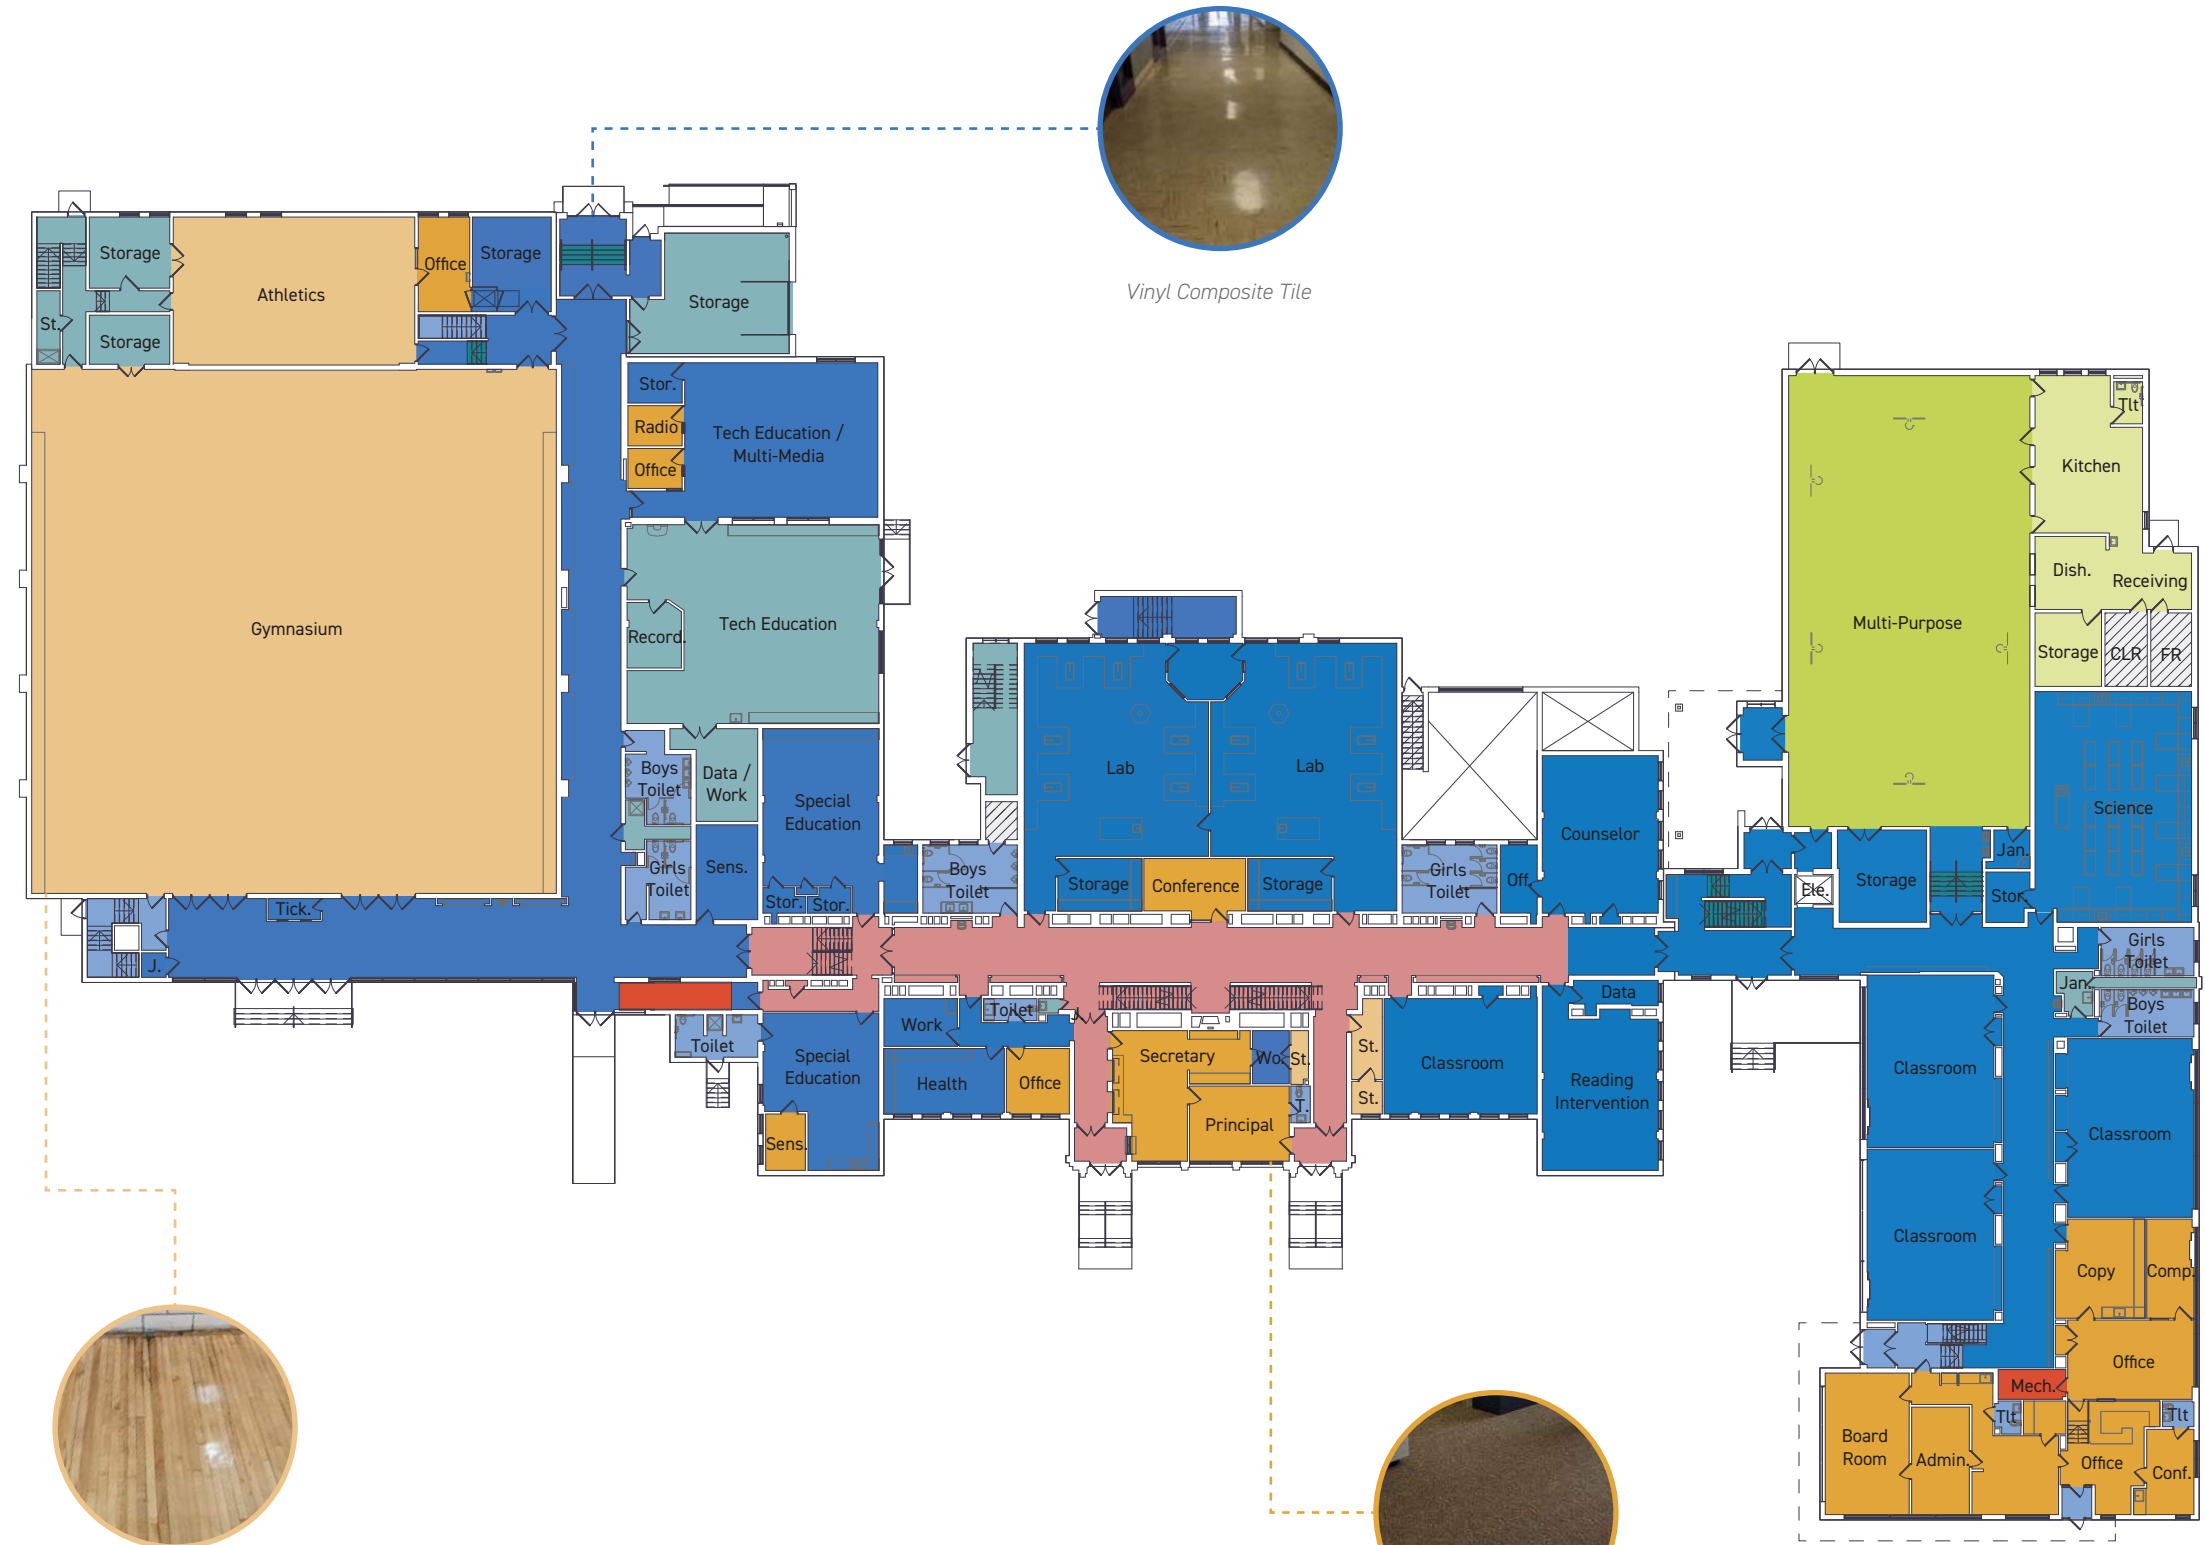 Vinyl Composite Tile
Storage
Athletics
Office
Storage
Storage
St.
Storage
Stor.
Radio
Office
Tech Education /
Multi-Media
Gymnasium
Record.
Tech Education
Boys
Toilet
Data /
Work
Special
Education
Girls
Toilet
Sens.
Stor.
Stor.
Tick.
J.
Boys
Toilet
Lab
Lab
Storage
Conference
Storage
Girls
Toilet
Off.
Counselor
Multi-Purpose
Kitchen
Tlt
Dish.
Receiving
Storage
CLR
FR
Science
Jan.
Storage
Stor.
Ele.
Girls
Toilet
Jan.
Boys
Toilet
Toilet
Special
Education
Sens.
Work
Toilet
Health
Office
Secretary
Wo.
St.
Principal
T.
St.
St.
Classroom
Data
Reading
Intervention
Classroom
Classroom
Classroom
Copy
Comp.
Office
Mech.
Tlt
Tlt
Board
Room
Admin.
Office
Conf.